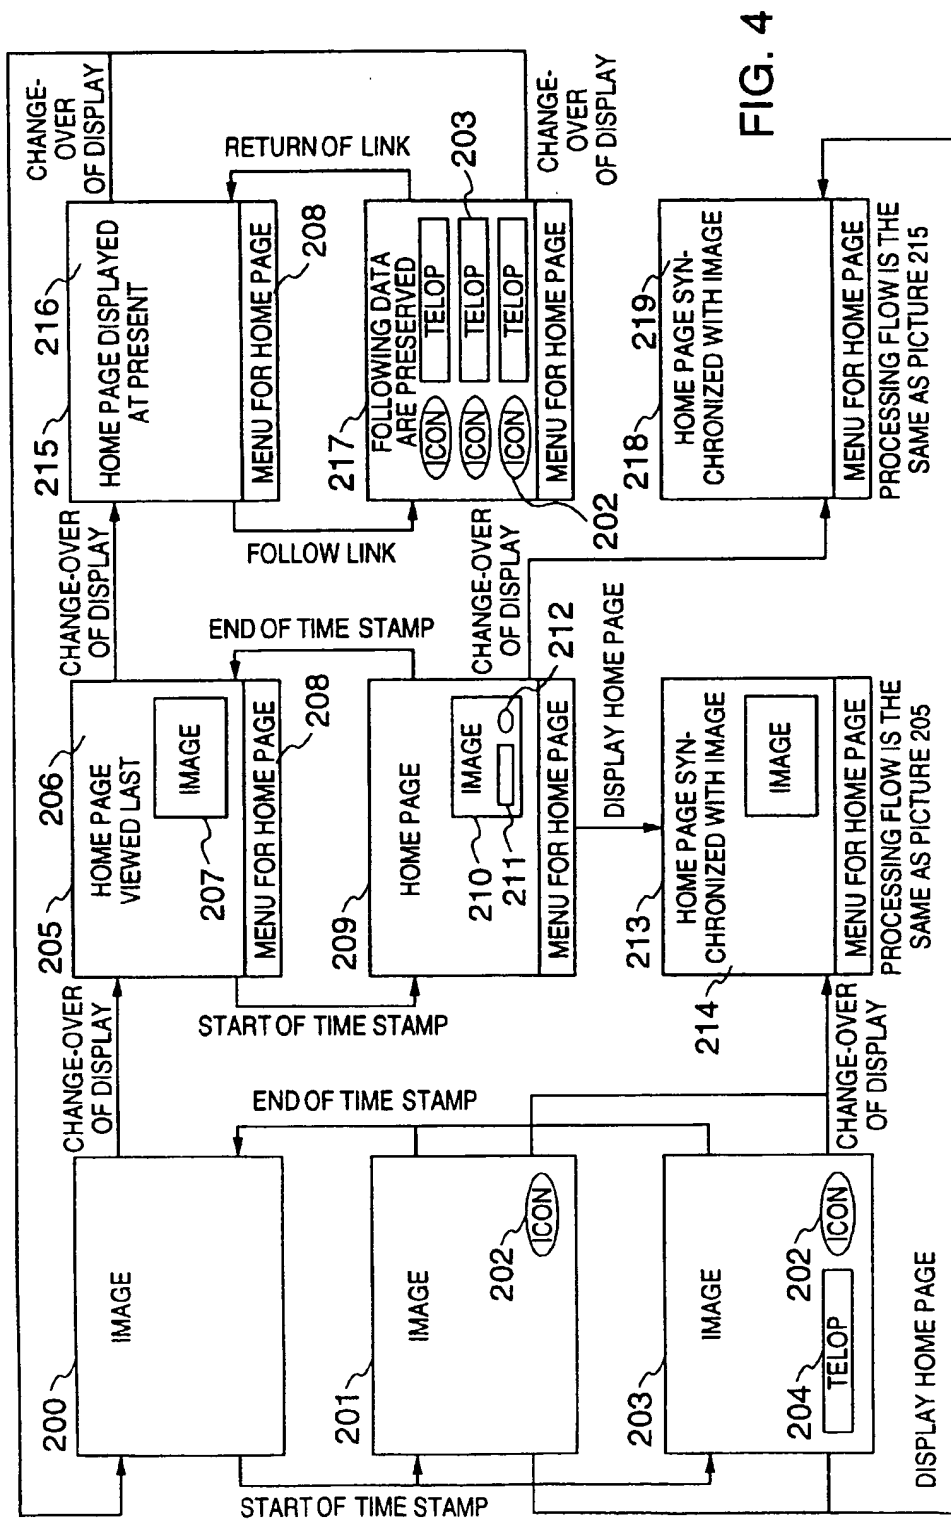 CHANGE-
OVER
OF DISPLAY
215
216
HOME PAGE DISPLAYED
AT PRESENT
MENU FOR HOME PAGE
208
RETURN OF LINK
FOLLOW LINK
217
FOLLOWING DATA
ARE PRESERVED
ICON
TELOP
ICON
TELOP
ICON
TELOP
203
202
MENU FOR HOME PAGE
CHANGE-
OVER
OF DISPLAY
218
219
HOME PAGE SYN-
CHRONIZED WITH IMAGE
MENU FOR HOME PAGE
PROCESSING FLOW IS THE
SAME AS PICTURE 215
FIG. 4
CHANGE-OVER
OF DISPLAY
205
206
HOME PAGE
VIEWED LAST
IMAGE
207
MENU FOR HOME PAGE
208
END OF TIME STAMP
START OF TIME STAMP
209
HOME PAGE
IMAGE
210
211
212
MENU FOR HOME PAGE
CHANGE-OVER
OF DISPLAY
DISPLAY HOME PAGE
213
HOME PAGE SYN-
CHRONIZED WITH IMAGE
214
IMAGE
MENU FOR HOME PAGE
PROCESSING FLOW IS THE
SAME AS PICTURE 205
CHANGE-OVER
OF DISPLAY
200
IMAGE
END OF TIME STAMP
START OF TIME STAMP
201
IMAGE
202
ICON
203
IMAGE
204
TELOP
202
ICON
CHANGE-OVER
OF DISPLAY
DISPLAY HOME PAGE